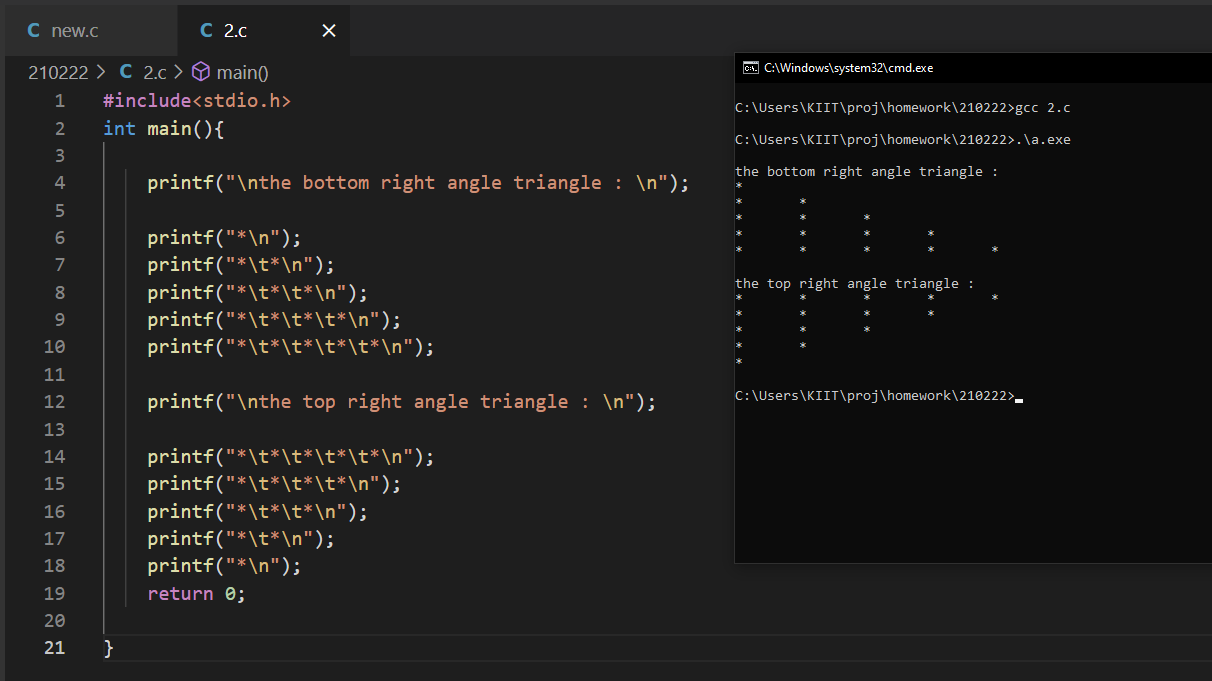 C new.c
C 2.c ×
210222 > C 2.c > main()
1 #include<stdio.h>
2 int main(){
3
4 printf("\nthe bottom right angle triangle : \n");
5
6 printf("*\n");
7 printf("*\t*\n");
8 printf("*\t*\t*\n");
9 printf("*\t*\t*\t*\n");
10 printf("*\t*\t*\t*\t*\n");
11
12 printf("\nthe top right angle triangle : \n");
13
14 printf("*\t*\t*\t*\t*\n");
15 printf("*\t*\t*\t*\n");
16 printf("*\t*\t*\n");
17 printf("*\t*\n");
18 printf("*\n");
19 return 0;
20
21 }
C:\Windows\system32\cmd.exe
C:\Users\KIIT\proj\homework\210222>gcc 2.c
C:\Users\KIIT\proj\homework\210222>.\a.exe
the bottom right angle triangle :
*
* *
* * *
* * * *
* * * * *
the top right angle triangle :
* * * * *
* * * *
* * *
* *
*
C:\Users\KIIT\proj\homework\210222>